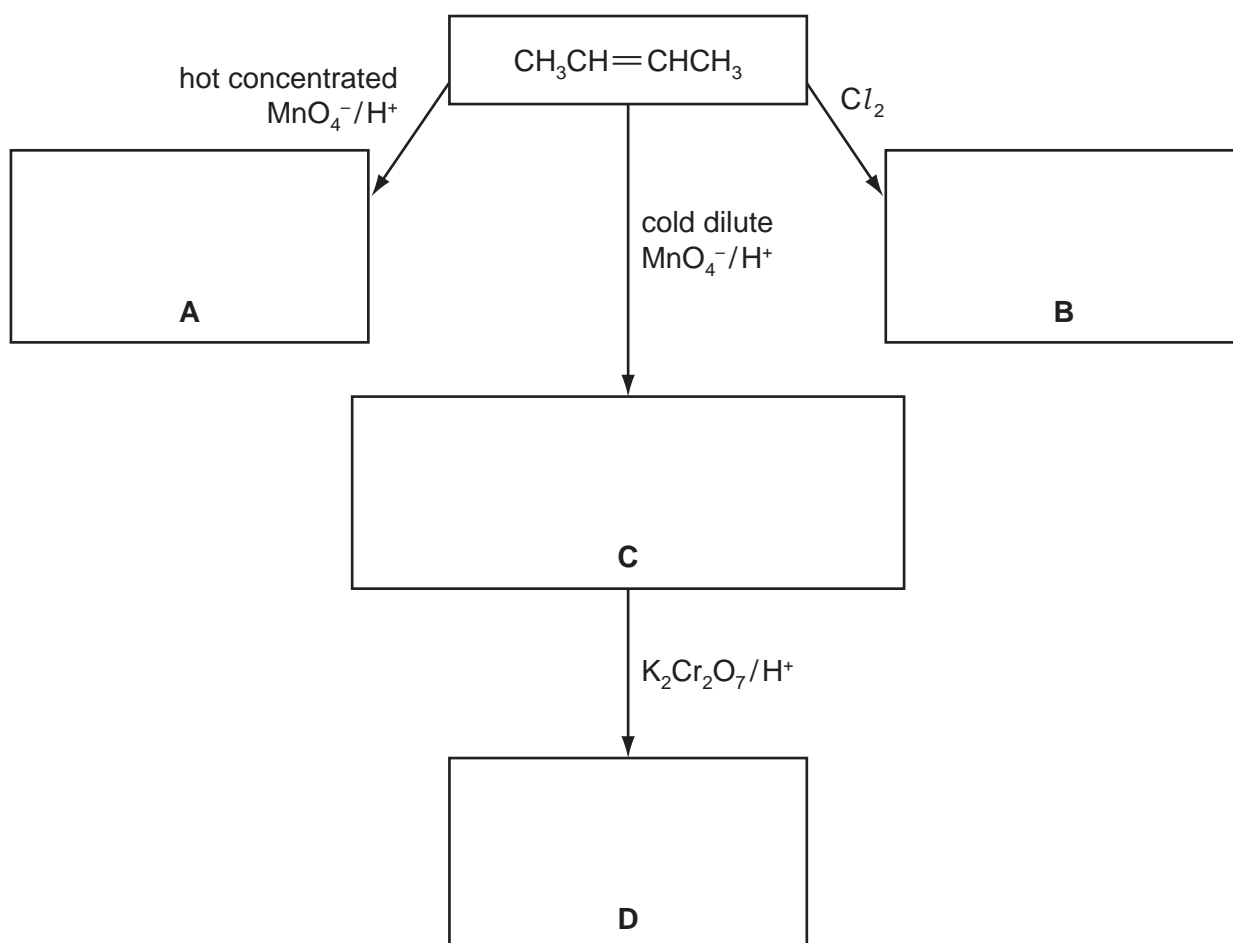 CH₃CH=CHCH₃
hot concentrated
MnO₄⁻/H⁺
Cl₂
cold dilute
MnO₄⁻/H⁺
A
B
C
K₂Cr₂O₇/H⁺
D